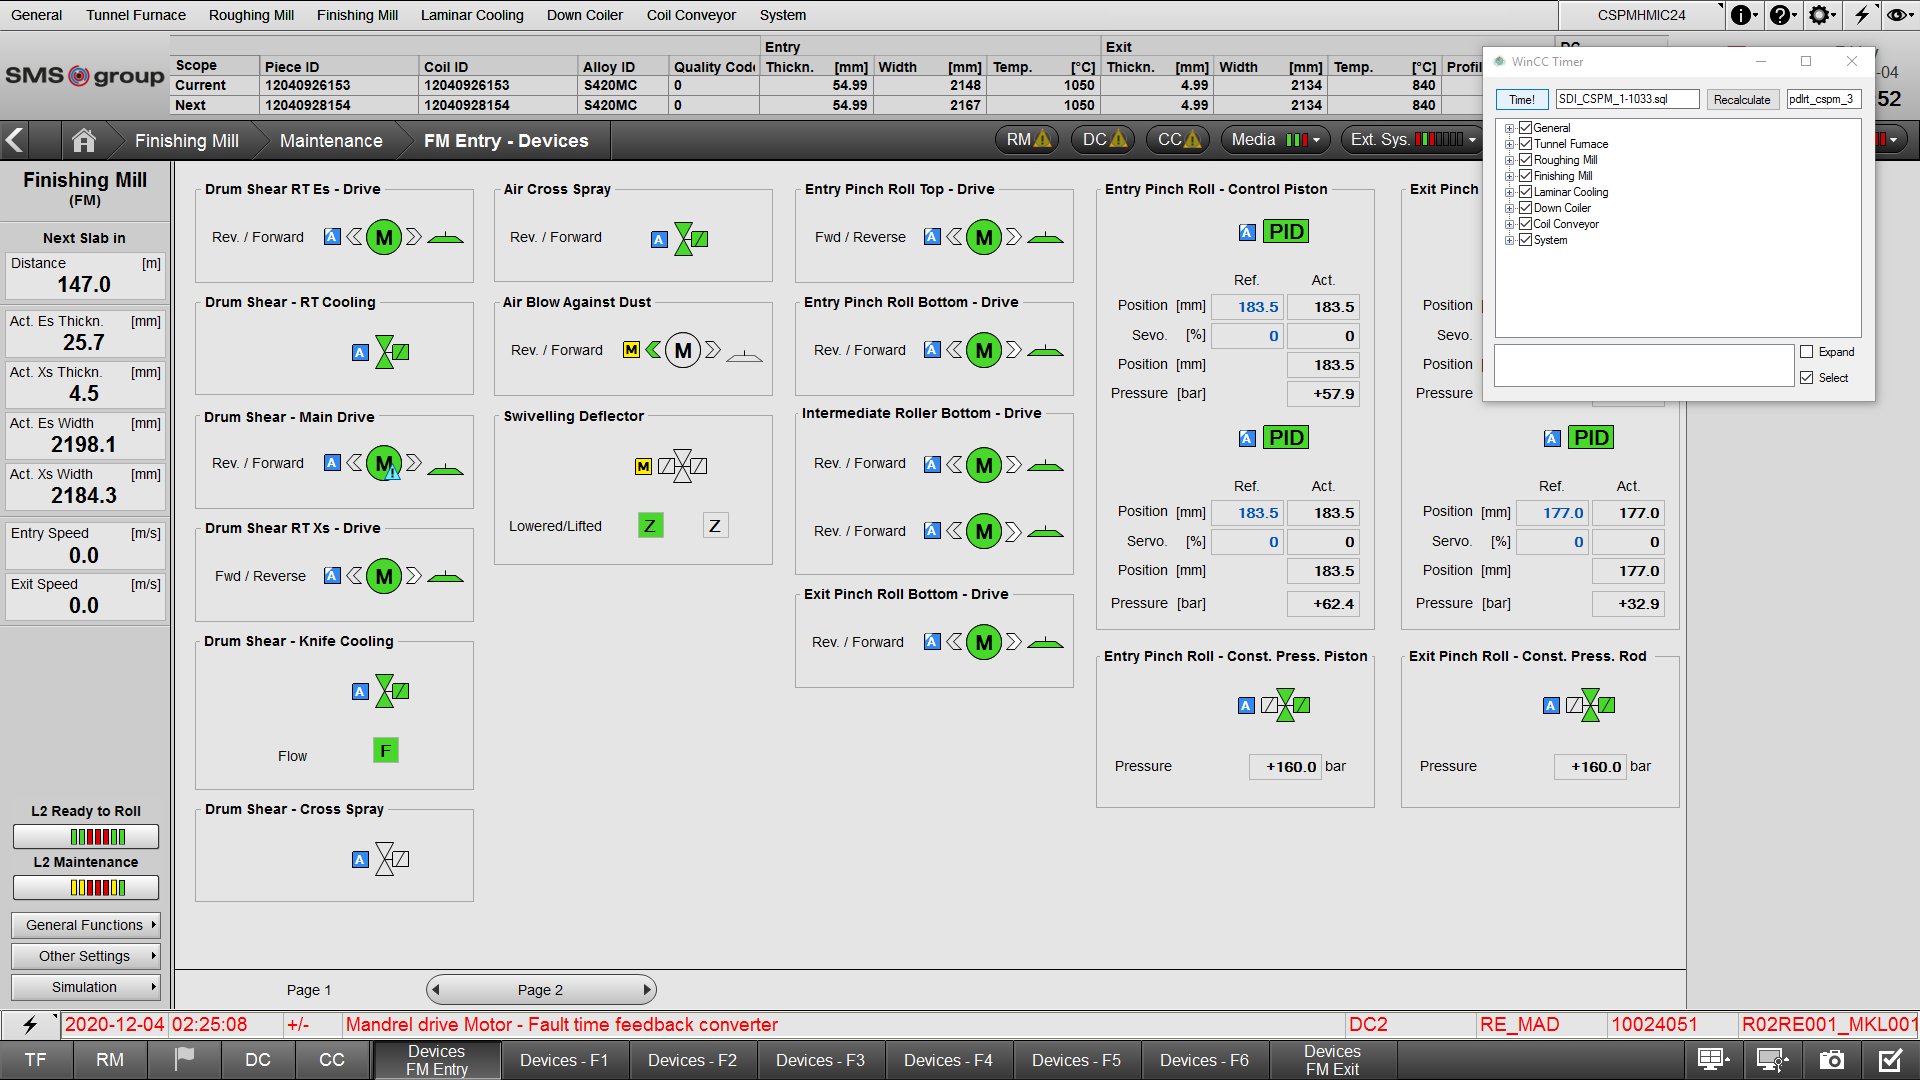 General Tunnel Furnace Roughing Mill Finishing Mill Laminar Cooling Down Coiler Coil Conveyor System CSPMHMIC24
SMS group
Entry Exit
Scope Piece ID Coil ID Alloy ID Quality Code Thickn. [mm] Width [mm] Temp. [°C] Thickn. [mm] Width [mm] Temp. [°C] Profil
Current 12040926153 12040926153 S420MC 0 54.99 2148 1050 4.99 2134 840
Next 12040928154 12040928154 S420MC 0 54.99 2167 1050 4.99 2134 840
-04
52
Finishing Mill Maintenance FM Entry - Devices RM DC CC Media Ext. Sys.
WinCC Timer
Time! SDI_CSPM_1-1033.sql Recalculate pdlrt_cspm_3
General
Tunnel Furnace
Roughing Mill
Finishing Mill
Laminar Cooling
Down Coiler
Coil Conveyor
System
Expand
Select
Finishing Mill
(FM)
Next Slab in
Distance [m]
147.0
Act. Es Thickn. [mm]
25.7
Act. Xs Thickn. [mm]
4.5
Act. Es Width [mm]
2198.1
Act. Xs Width [mm]
2184.3
Entry Speed [m/s]
0.0
Exit Speed [m/s]
0.0
L2 Ready to Roll
L2 Maintenance
General Functions
Other Settings
Simulation
Drum Shear RT Es - Drive
Rev. / Forward A M
Drum Shear - RT Cooling
A
Drum Shear - Main Drive
Rev. / Forward A M
Drum Shear RT Xs - Drive
Fwd / Reverse A M
Drum Shear - Knife Cooling
A
Flow F
Drum Shear - Cross Spray
A
Air Cross Spray
Rev. / Forward A
Air Blow Against Dust
Rev. / Forward M M
Swivelling Deflector
M
Lowered/Lifted Z Z
Entry Pinch Roll Top - Drive
Fwd / Reverse A M
Entry Pinch Roll Bottom - Drive
Rev. / Forward A M
Intermediate Roller Bottom - Drive
Rev. / Forward A M
Rev. / Forward A M
Exit Pinch Roll Bottom - Drive
Rev. / Forward A M
Entry Pinch Roll - Control Piston
A PID
Ref. Act.
Position [mm] 183.5 183.5
Sevo. [%] 0 0
Position [mm] 183.5
Pressure [bar] +57.9
A PID
Ref. Act.
Position [mm] 183.5 183.5
Servo. [%] 0 0
Position [mm] 183.5
Pressure [bar] +62.4
Entry Pinch Roll - Const. Press. Piston
A
Pressure +160.0 bar
Exit Pinch
Position
Sevo.
Position
Pressure
A PID
Ref. Act.
Position [mm] 177.0 177.0
Servo. [%] 0 0
Position [mm] 177.0
Pressure [bar] +32.9
Exit Pinch Roll - Const. Press. Rod
A
Pressure +160.0 bar
Page 1 Page 2
2020-12-04 02:25:08 +/- Mandrel drive Motor - Fault time feedback converter DC2 RE_MAD 10024051 R02RE001_MKL001
TF RM DC CC Devices FM Entry Devices - F1 Devices - F2 Devices - F3 Devices - F4 Devices - F5 Devices - F6 Devices FM Exit